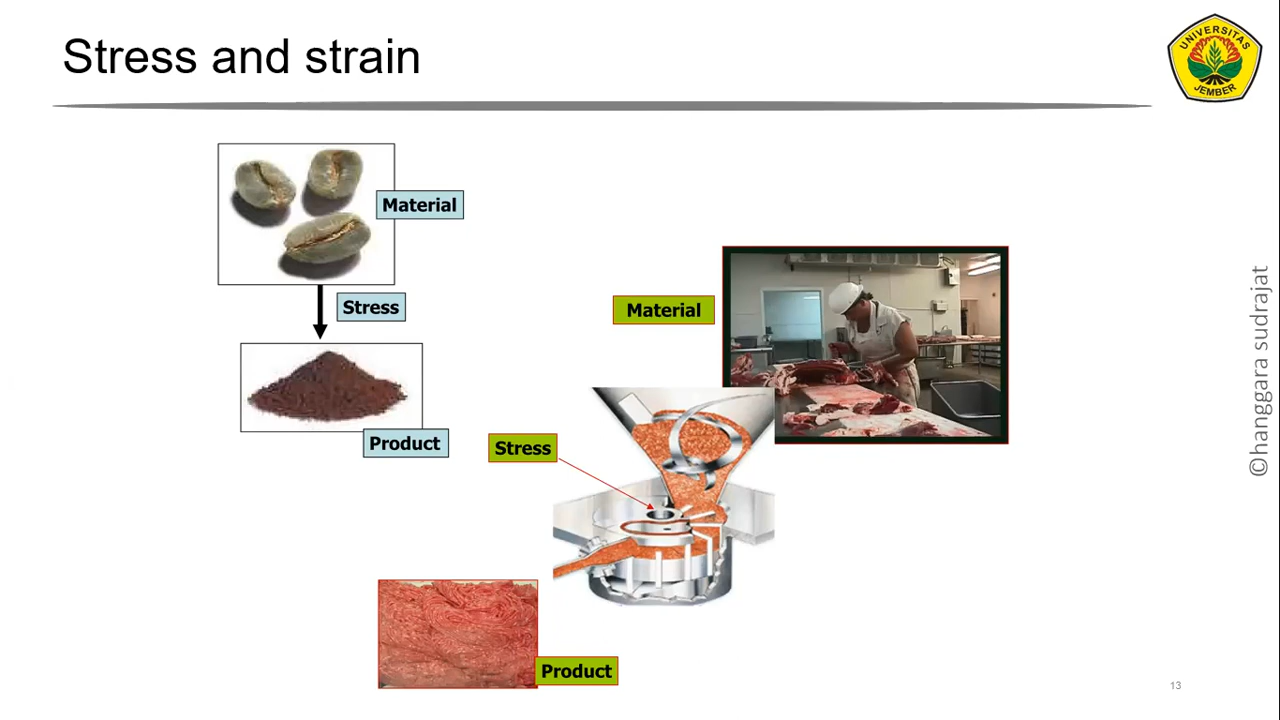 Stress and strain
UNIVERSITAS
JEMBER
Material
Stress
Product
Material
Stress
Product
©hanggara sudrajat
13